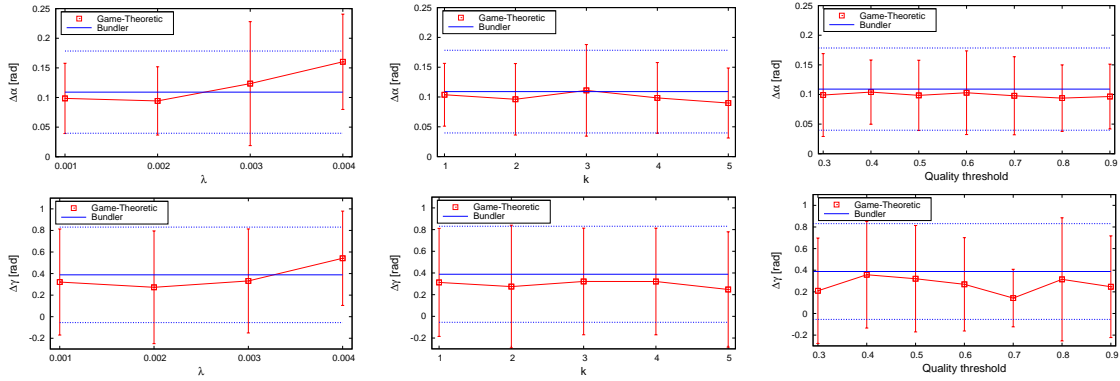 Game-Theoretic
Bundler
Δα [rad]
0.25
0.2
0.15
0.1
0.05
0
0.001 0.002 0.003 0.004
λ
Game-Theoretic
Bundler
Δα [rad]
0.25
0.2
0.15
0.1
0.05
0
1 2 3 4 5
k
Game-Theoretic
Bundler
Δα [rad]
0.25
0.2
0.15
0.1
0.05
0
0.3 0.4 0.5 0.6 0.7 0.8 0.9
Quality threshold
Game-Theoretic
Bundler
Δγ [rad]
1
0.8
0.6
0.4
0.2
0
-0.2
0.001 0.002 0.003 0.004
λ
Game-Theoretic
Bundler
Δγ [rad]
1
0.8
0.6
0.4
0.2
0
-0.2
1 2 3 4 5
k
Game-Theoretic
Bundler
Δγ [rad]
1
0.8
0.6
0.4
0.2
0
-0.2
0.3 0.4 0.5 0.6 0.7 0.8 0.9
Quality threshold